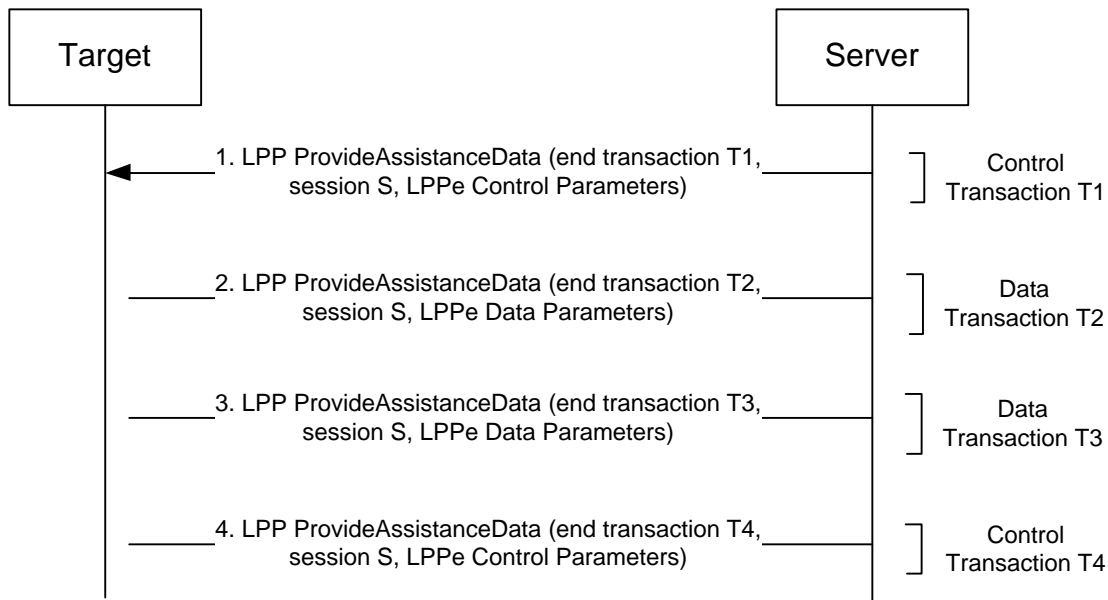 Target
Server
1. LPP ProvideAssistanceData (end transaction T1,
session S, LPPe Control Parameters)
Control
Transaction T1
2. LPP ProvideAssistanceData (end transaction T2,
session S, LPPe Data Parameters)
Data
Transaction T2
3. LPP ProvideAssistanceData (end transaction T3,
session S, LPPe Data Parameters)
Data
Transaction T3
4. LPP ProvideAssistanceData (end transaction T4,
session S, LPPe Control Parameters)
Control
Transaction T4